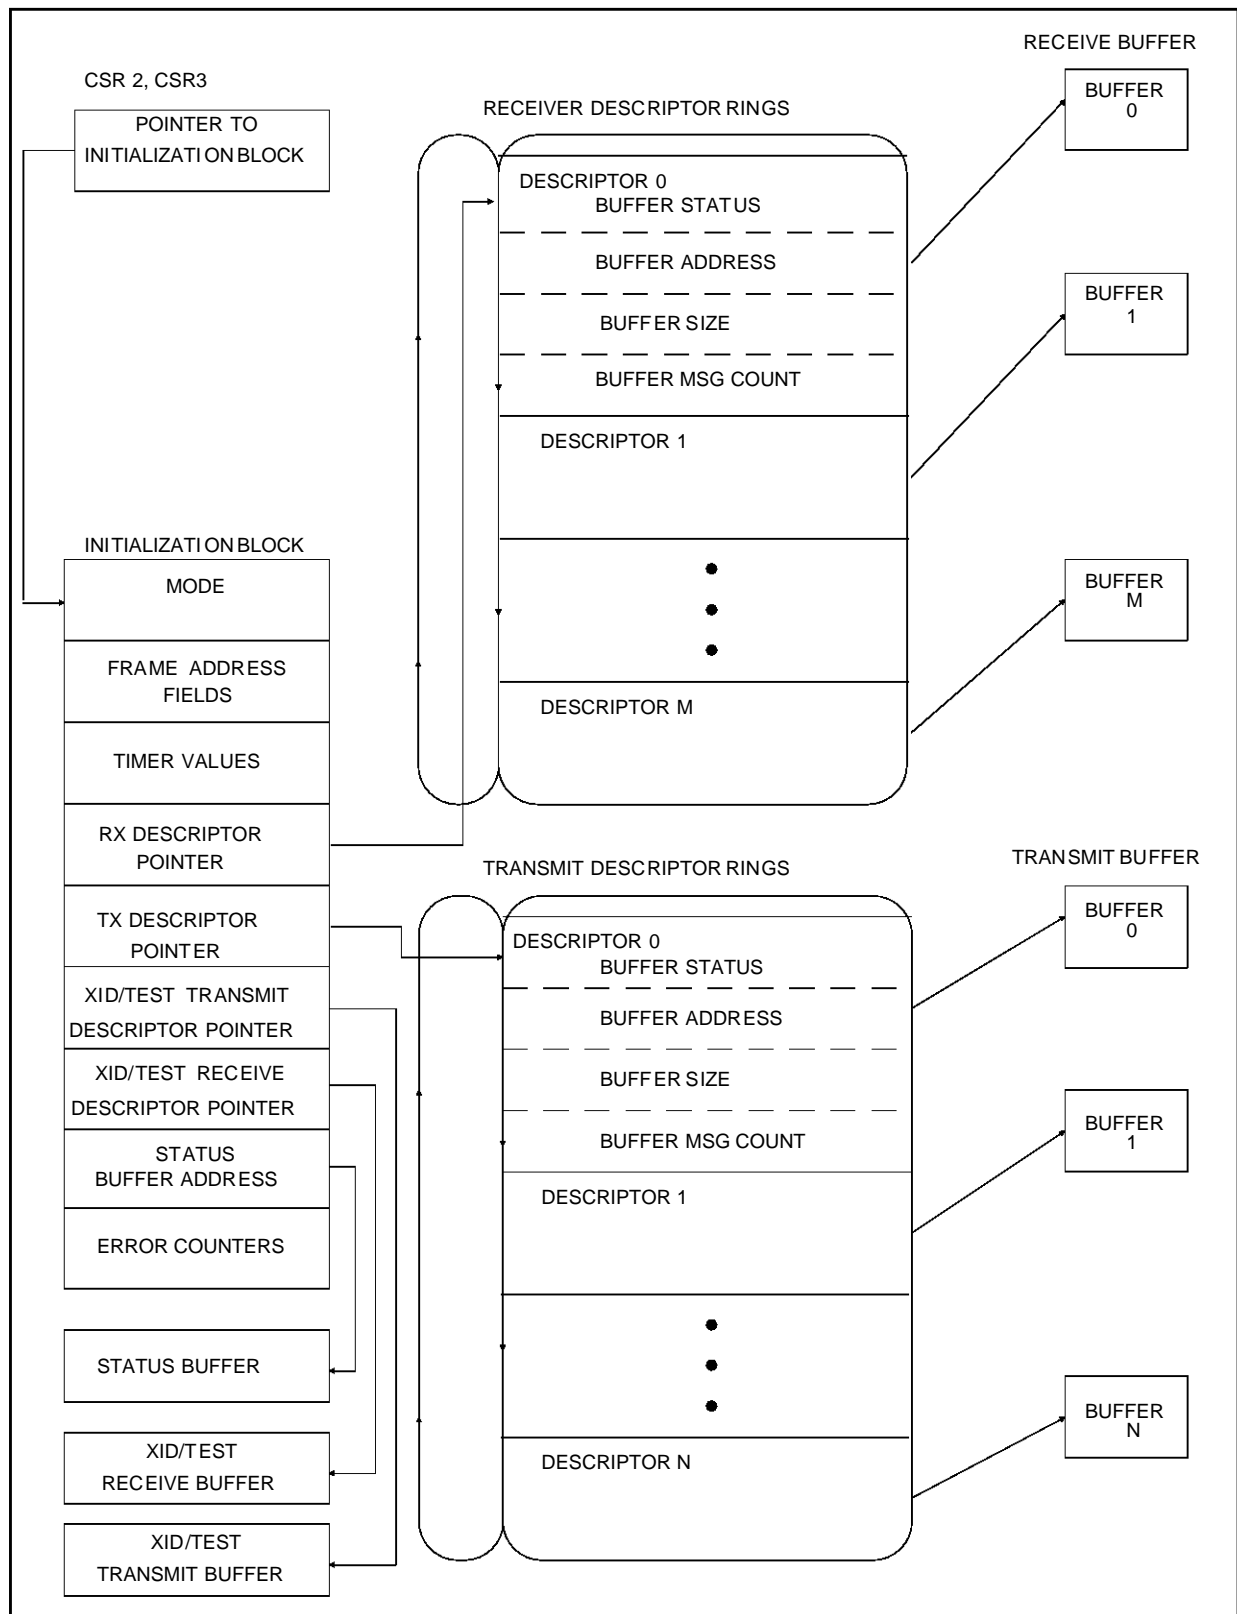 CSR 2, CSR3
POINTER TO
INITIALIZATION BLOCK
INITIALIZATION BLOCK
MODE
FRAME ADDRESS
FIELDS
TIMER VALUES
RX DESCRIPTOR
POINTER
TX DESCRIPTOR
POINTER
XID/TEST TRANSMIT
DESCRIPTOR POINTER
XID/TEST RECEIVE
DESCRIPTOR POINTER
STATUS
BUFFER ADDRESS
ERROR COUNTERS
STATUS BUFFER
XID/TEST
RECEIVE BUFFER
XID/TEST
TRANSMIT BUFFER
RECEIVER DESCRIPTOR RINGS
DESCRIPTOR 0
BUFFER STATUS
BUFFER ADDRESS
BUFFER SIZE
BUFFER MSG COUNT
DESCRIPTOR 1
DESCRIPTOR M
RECEIVE BUFFER
BUFFER
0
BUFFER
1
BUFFER
M
TRANSMIT DESCRIPTOR RINGS
DESCRIPTOR 0
BUFFER STATUS
BUFFER ADDRESS
BUFFER SIZE
BUFFER MSG COUNT
DESCRIPTOR 1
DESCRIPTOR N
TRANSMIT BUFFER
BUFFER
0
BUFFER
1
BUFFER
N